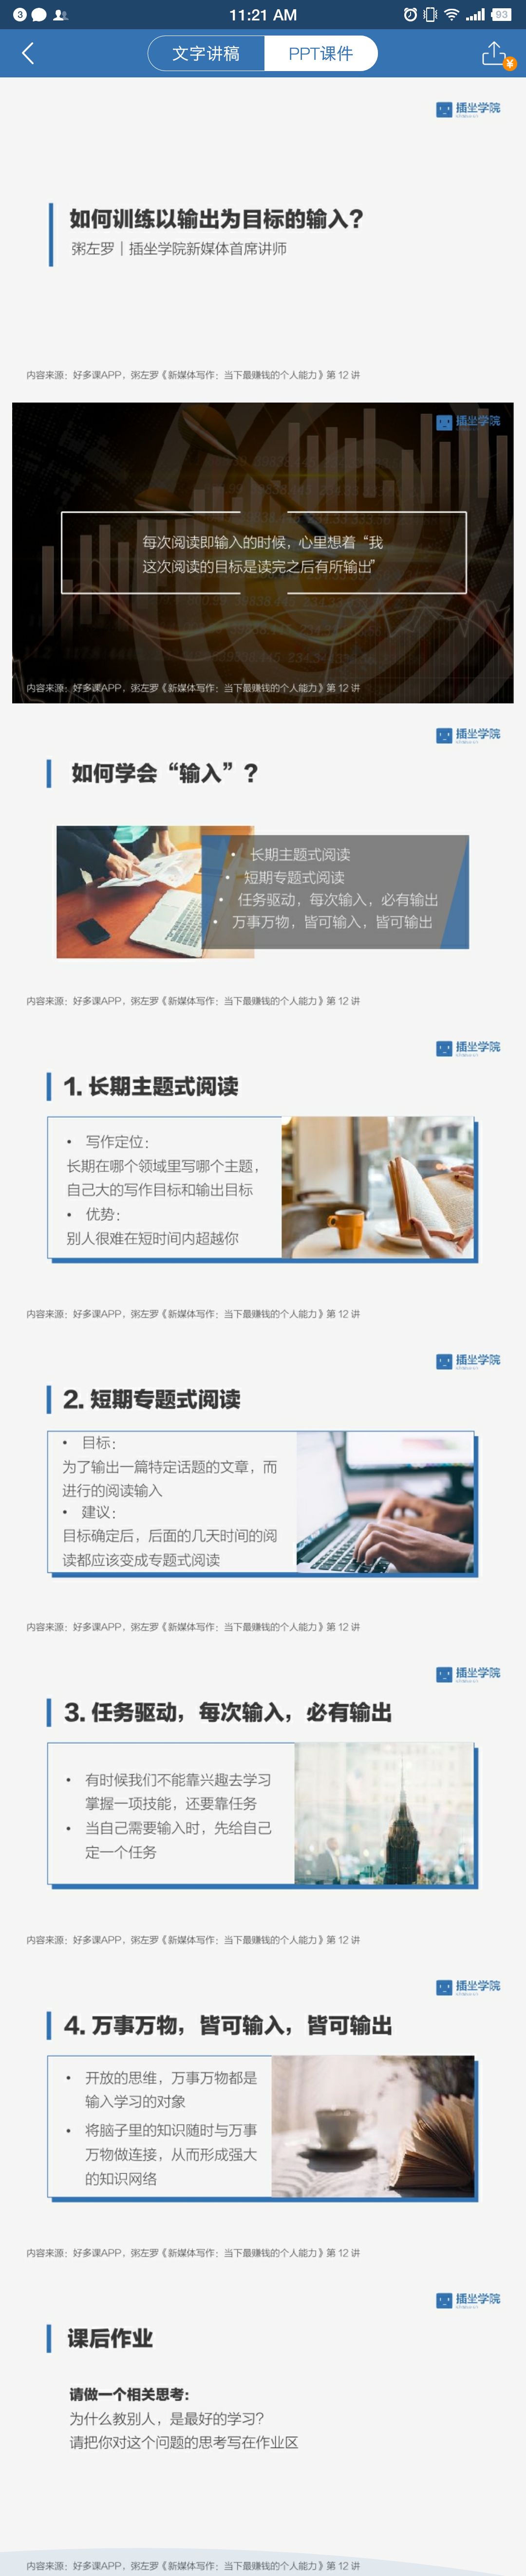 3
11:21 AM
93
文字讲稿
PPT课件
¥
插坐学院
如何训练以输出为目标的输入?
粥左罗｜插坐学院新媒体首席讲师
内容来源：好多课APP，粥左罗《新媒体写作：当下最赚钱的个人能力》第 12 讲
插坐学院
每次阅读即输入的时候，心里想着“我
这次阅读的目标是读完之后有所输出”
内容来源：好多课APP，粥左罗《新媒体写作：当下最赚钱的个人能力》第 12 讲
插坐学院
如何学会“输入”?
• 长期主题式阅读
• 短期专题式阅读
• 任务驱动，每次输入，必有输出
• 万事万物，皆可输入，皆可输出
内容来源：好多课APP，粥左罗《新媒体写作：当下最赚钱的个人能力》第 12 讲
插坐学院
1. 长期主题式阅读
• 写作定位：
长期在哪个领域里写哪个主题，
自己大的写作目标和输出目标
• 优势：
别人很难在短时间内超越你
内容来源：好多课APP，粥左罗《新媒体写作：当下最赚钱的个人能力》第 12 讲
插坐学院
2. 短期专题式阅读
• 目标：
为了输出一篇特定话题的文章，而
进行的阅读输入
• 建议：
目标确定后，后面的几天时间的阅
读都应该变成专题式阅读
内容来源：好多课APP，粥左罗《新媒体写作：当下最赚钱的个人能力》第 12 讲
插坐学院
3. 任务驱动，每次输入，必有输出
• 有时候我们不能靠兴趣去学习
掌握一项技能，还要靠任务
• 当自己需要输入时，先给自己
定一个任务
内容来源：好多课APP，粥左罗《新媒体写作：当下最赚钱的个人能力》第 12 讲
插坐学院
4. 万事万物，皆可输入，皆可输出
• 开放的思维，万事万物都是
输入学习的对象
• 将脑子里的知识随时与万事
万物做连接，从而形成强大
的知识网络
内容来源：好多课APP，粥左罗《新媒体写作：当下最赚钱的个人能力》第 12 讲
插坐学院
课后作业
请做一个相关思考：
为什么教别人，是最好的学习?
请把你对这个问题的思考写在作业区
内容来源：好多课APP，粥左罗《新媒体写作：当下最赚钱的个人能力》第 12 讲